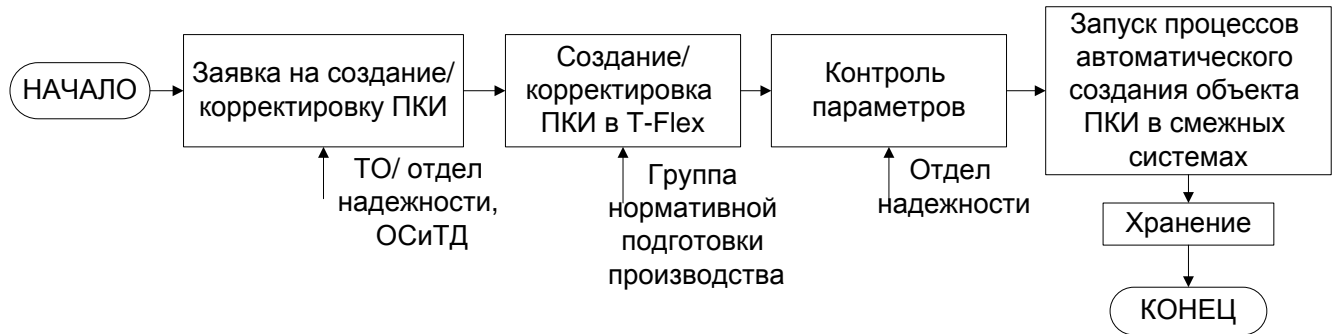 НАЧАЛО
Заявка на создание/
корректировку ПКИ
ТО/ отдел
надежности,
ОСиТД
Создание/
корректировка
ПКИ в T-Flex
Группа
нормативной
подготовки
производства
Контроль
параметров
Отдел
надежности
Запуск процессов
автоматического
создания объекта
ПКИ в смежных
системах
Хранение
КОНЕЦ